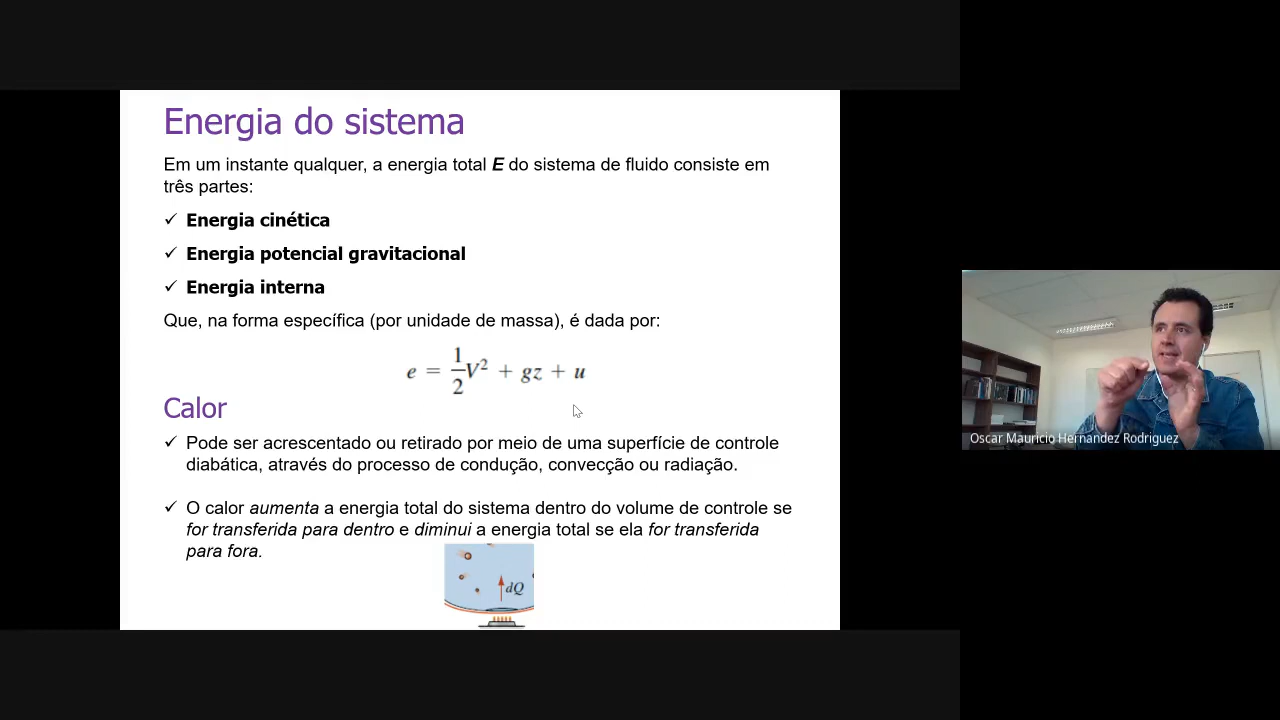 Energia do sistema
Em um instante qualquer, a energia total E do sistema de fluido consiste em
três partes:
✓ Energia cinética
✓ Energia potencial gravitacional
✓ Energia interna
Que, na forma específica (por unidade de massa), é dada por:
e = 1/2 V² + gz + u
Calor
✓ Pode ser acrescentado ou retirado por meio de uma superfície de controle
diabática, através do processo de condução, convecção ou radiação.
✓ O calor aumenta a energia total do sistema dentro do volume de controle se
for transferida para dentro e diminui a energia total se ela for transferida
para fora.
dQ
Oscar Mauricio Hernandez Rodriguez